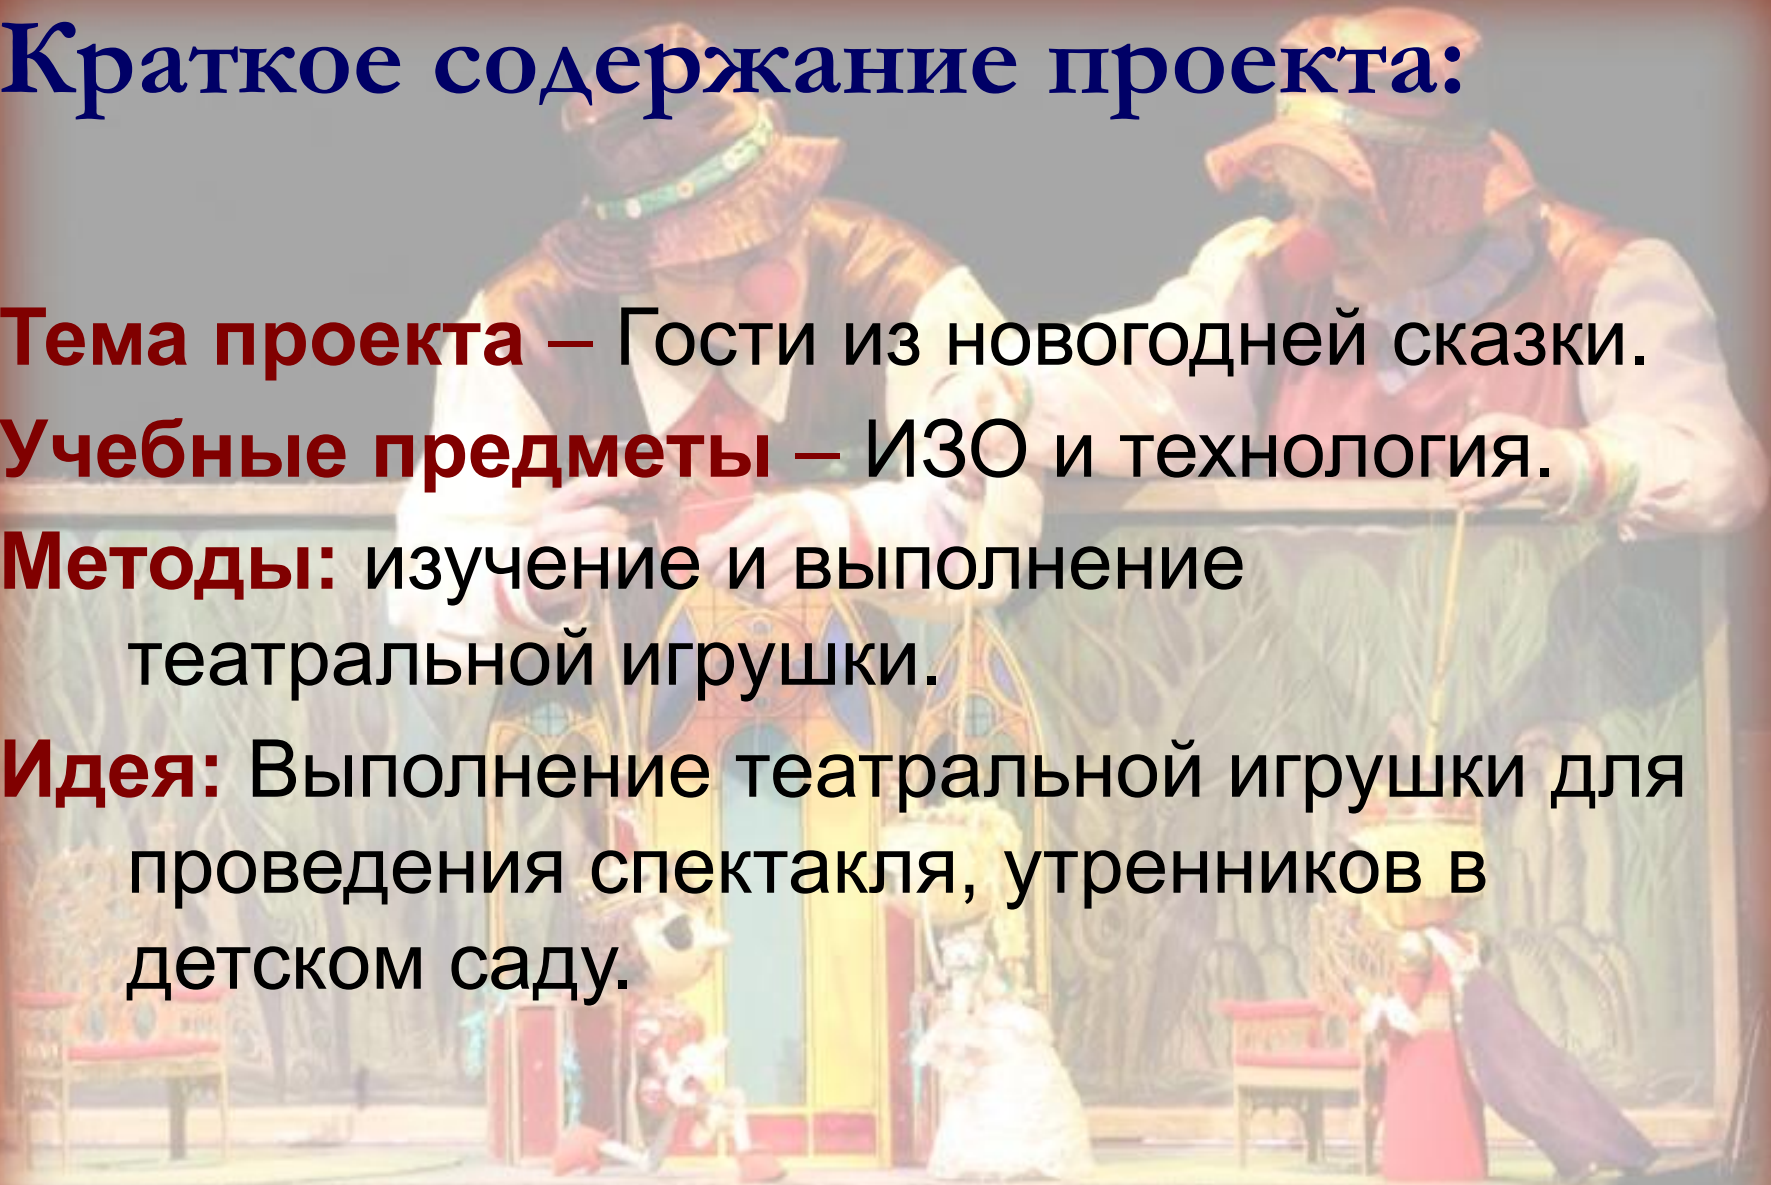 Краткое содержание проекта:
Тема проекта – Гости из новогодней сказки.
Учебные предметы – ИЗО и технология.
Методы: изучение и выполнение
театральной игрушки.
Идея: Выполнение театральной игрушки для
проведения спектакля, утренников в
детском саду.